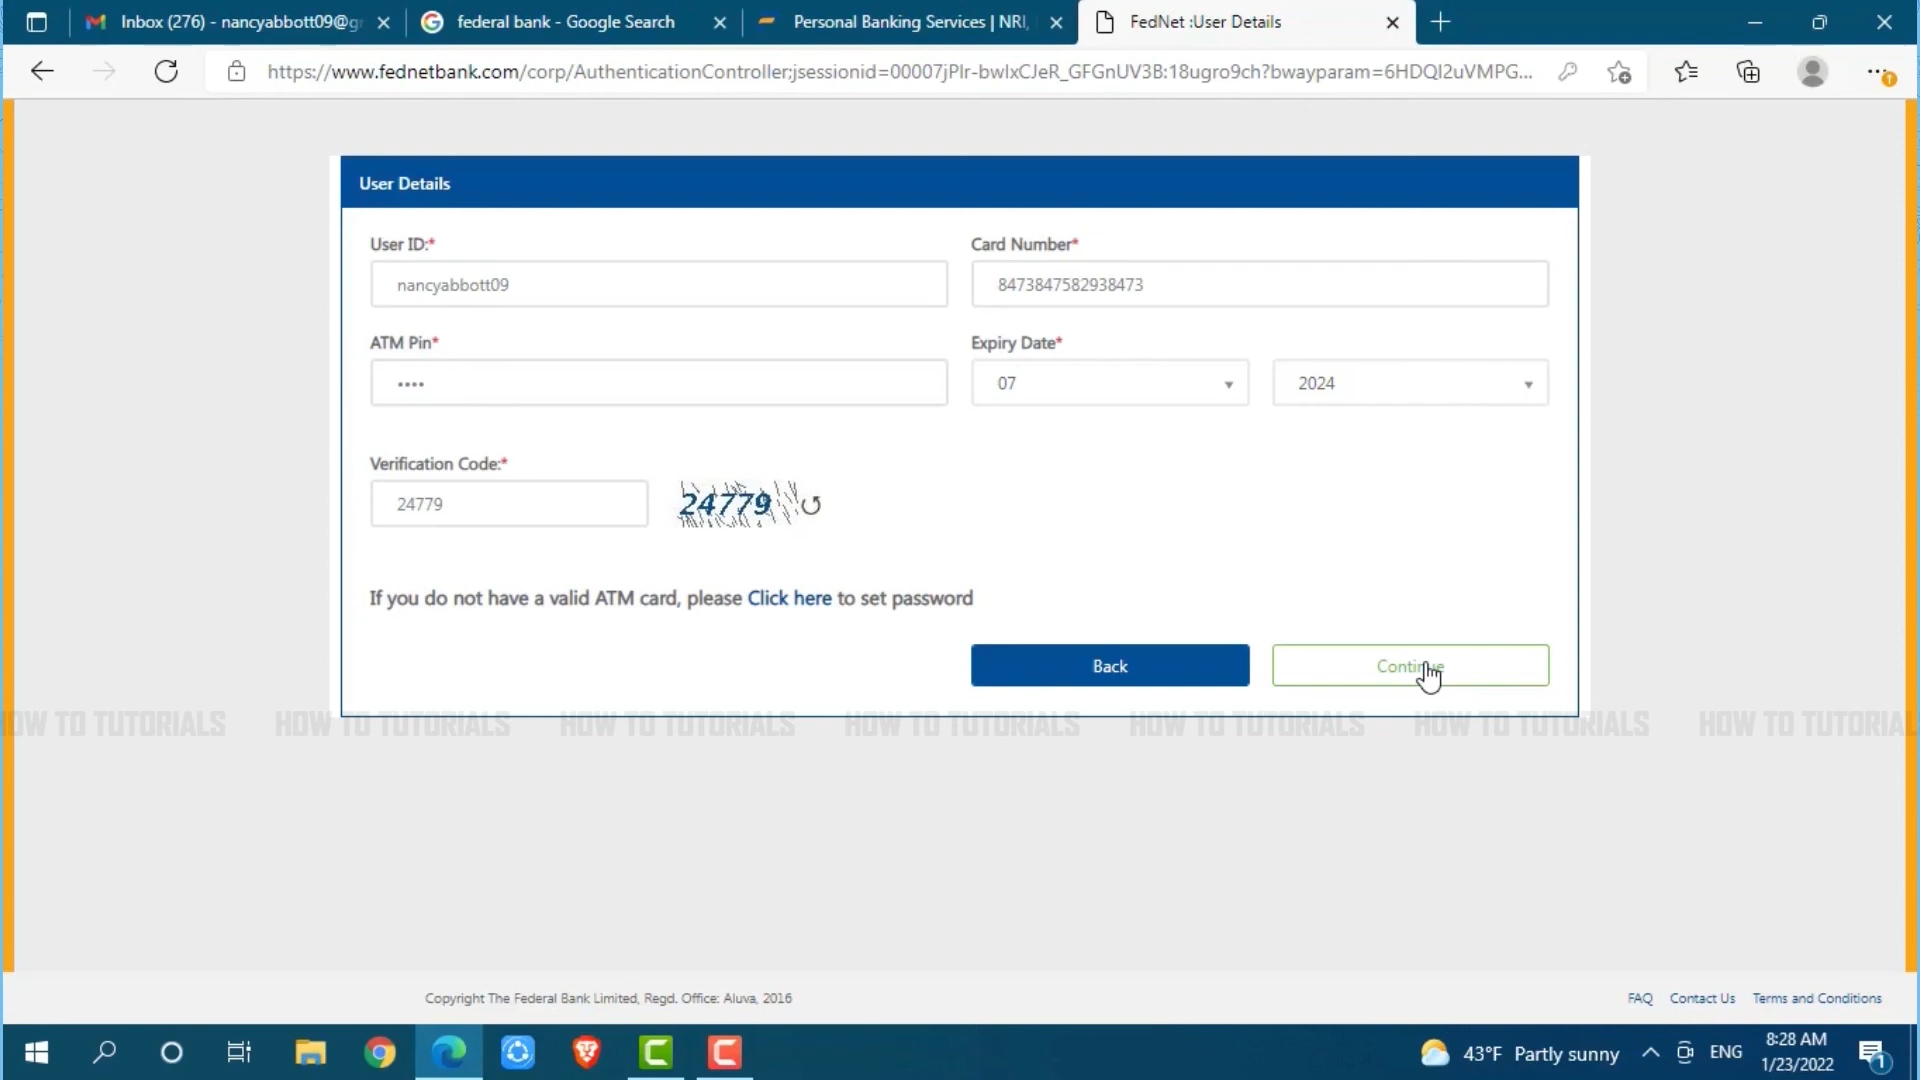 Inbox (276) - nancyabbott09@g
federal bank - Google Search
Personal Banking Services | NRI,
FedNet :User Details
https://www.fednetbank.com/corp/AuthenticationController;jsessionid=00007jPIr-bwIxCJeR_GFGnUV3B:18ugro9ch?bwayparam=6HDQI2uVMPG...
User Details
User ID:*
Card Number*
nancyabbott09
8473847582938473
ATM Pin*
Expiry Date*
••••
07
2024
Verification Code:*
24779
24779
If you do not have a valid ATM card, please Click here to set password
Back
Continue
OW TO TUTORIALS HOW TO TUTORIALS HOW TO TUTORIALS HOW TO TUTORIALS HOW TO TUTORIALS HOW TO TUTORIALS HOW TO TUTORIAL
Copyright The Federal Bank Limited, Regd. Office: Aluva, 2016
FAQ Contact Us Terms and Conditions
43°F Partly sunny
ENG
8:28 AM
1/23/2022
1